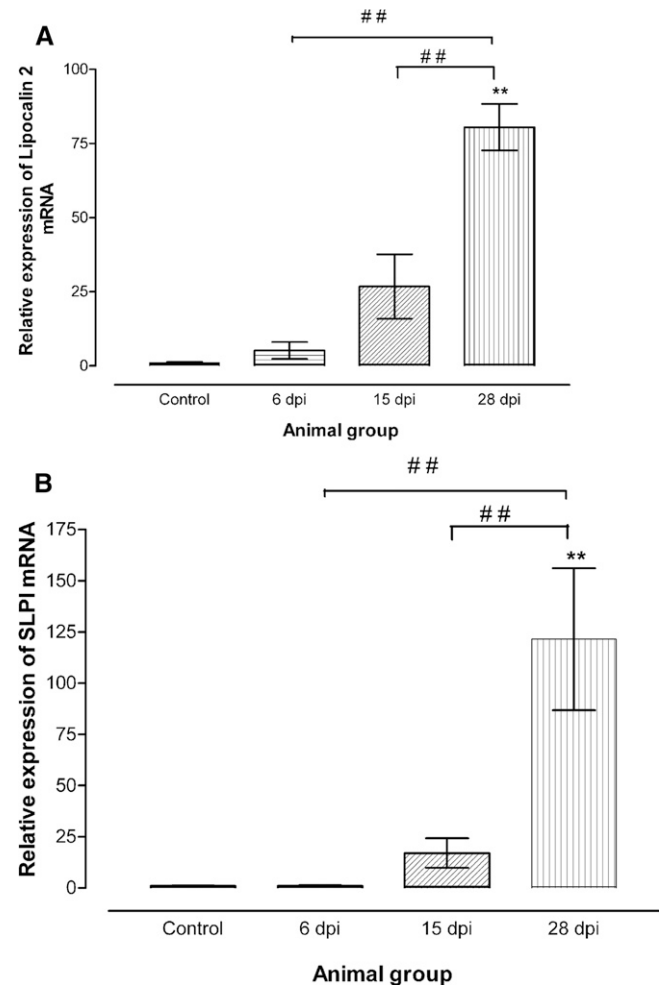 A
# #
# #
**
Relative expression of Lipocalin 2
mRNA
100
75
50
25
0
Control 6 dpi 15 dpi 28 dpi
Animal group
B
# #
# #
**
Relative expression of SLPI mRNA
175
150
125
100
75
50
25
0
Control 6 dpi 15 dpi 28 dpi
Animal group